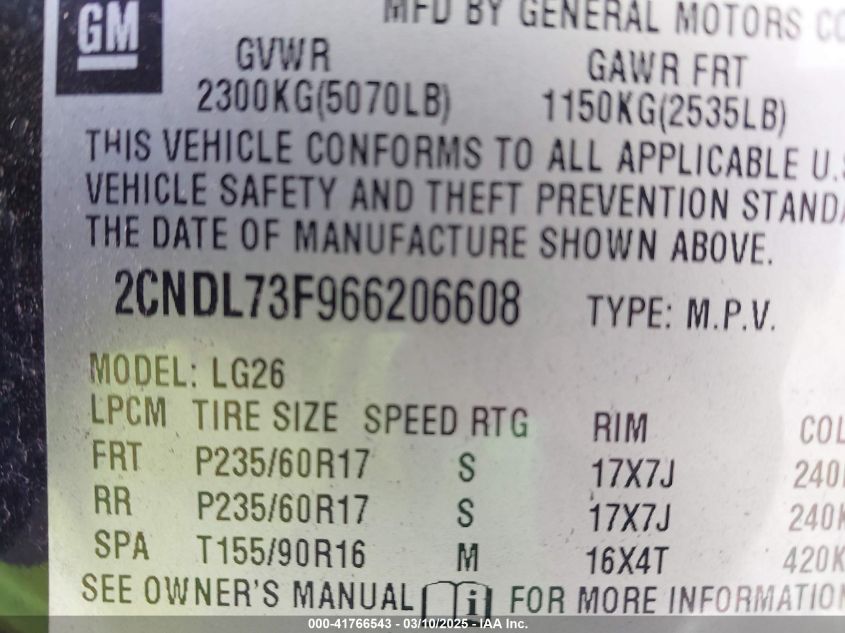 GM
MFD BY GENERAL MOTORS CO
GVWR GAWR FRT
2300KG(5070LB) 1150KG(2535LB)
THIS VEHICLE CONFORMS TO ALL APPLICABLE U.S
VEHICLE SAFETY AND THEFT PREVENTION STANDA
THE DATE OF MANUFACTURE SHOWN ABOVE.
2CNDL73F966206608 TYPE: M.P.V.
MODEL: LG26
LPCM TIRE SIZE SPEED RTG RIM COL
FRT P235/60R17 S 17X7J 240
RR P235/60R17 S 17X7J 240K
SPA T155/90R16 M 16X4T 420K
SEE OWNER'S MANUAL i FOR MORE INFORMATION
000-41766543 - 03/10/2025 - IAA, Inc.